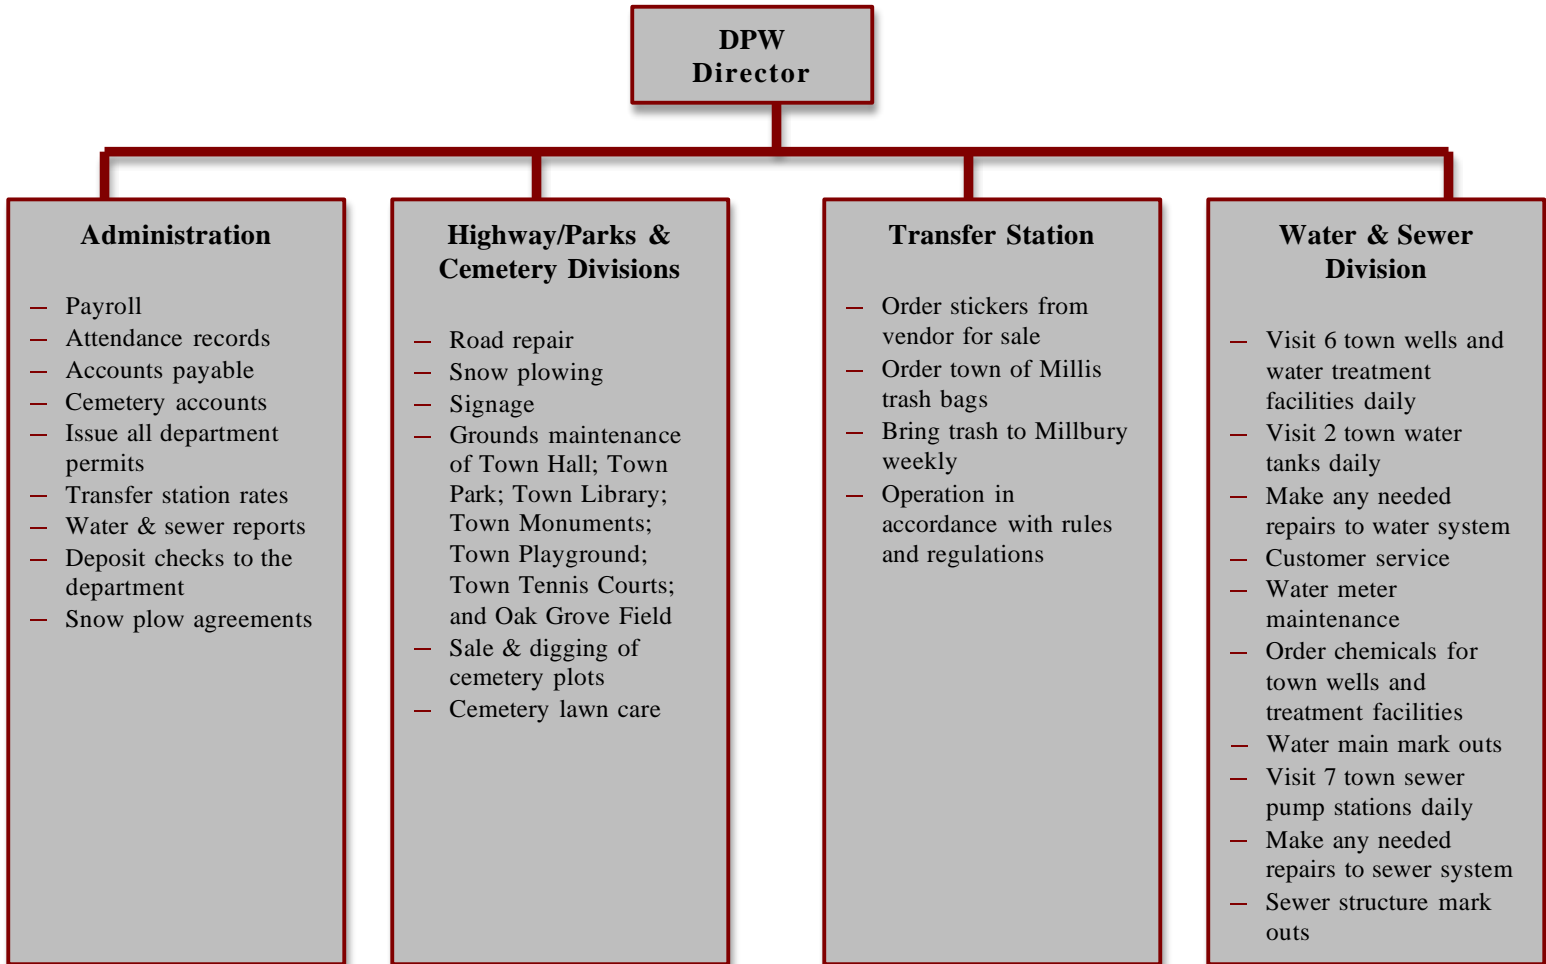 DPW
Director
Administration
— Payroll
— Attendance records
— Accounts payable
— Cemetery accounts
— Issue all department
permits
— Transfer station rates
— Water & sewer reports
— Deposit checks to the
department
— Snow plow agreements
Highway/Parks &
Cemetery Divisions
— Road repair
— Snow plowing
— Signage
— Grounds maintenance
of Town Hall; Town
Park; Town Library;
Town Monuments;
Town Playground;
Town Tennis Courts;
and Oak Grove Field
— Sale & digging of
cemetery plots
— Cemetery lawn care
Transfer Station
— Order stickers from
vendor for sale
— Order town of Millis
trash bags
— Bring trash to Millbury
weekly
— Operation in
accordance with rules
and regulations
Water & Sewer
Division
— Visit 6 town wells and
water treatment
facilities daily
— Visit 2 town water
tanks daily
— Make any needed
repairs to water system
— Customer service
— Water meter
maintenance
— Order chemicals for
town wells and
treatment facilities
— Water main mark outs
— Visit 7 town sewer
pump stations daily
— Make any needed
repairs to sewer system
— Sewer structure mark
outs